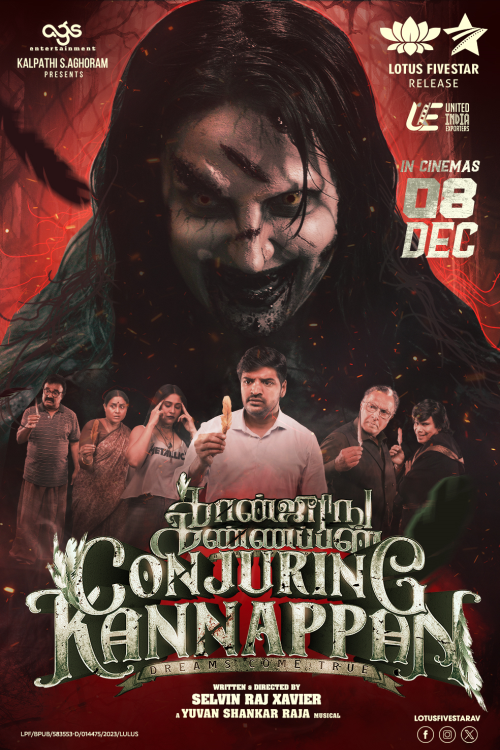 ags
entertainment
KALPATHI S.AGHORAM
PRESENTS
LOTUS FIVESTAR
RELEASE
UE UNITED
INDIA
EXPORTERS
IN CINEMAS
08
DEC
METALLIC
கான்ஜுரிங்
கண்ணப்பன்
CONJURING
KANNAPPAN
DREAMS COME TRUE
WRITTEN & DIRECTED BY
SELVIN RAJ XAVIER
A YUVAN SHANKAR RAJA MUSICAL
LPF/BPUB/583553-D/014475/2023/LULUS
LOTUSFIVESTARAV